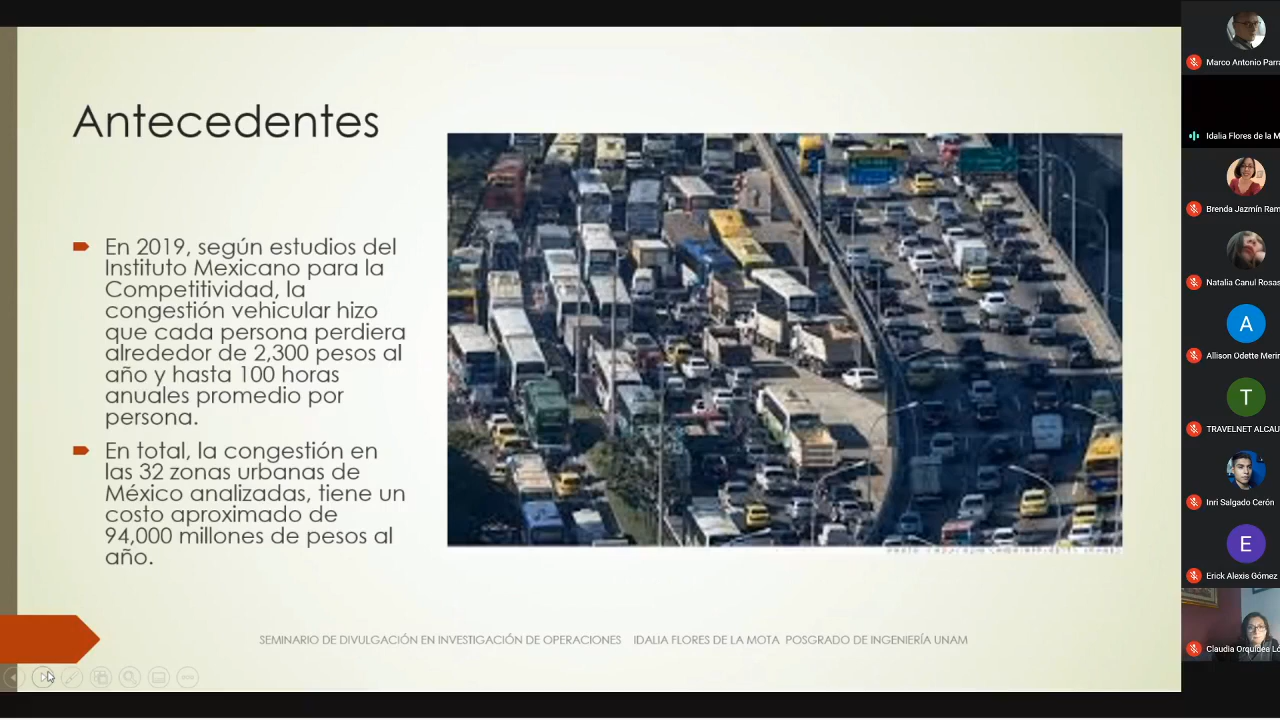 Antecedentes
En 2019, según estudios del
Instituto Mexicano para la
Competitividad, la
congestión vehicular hizo
que cada persona perdiera
alrededor de 2,300 pesos al
año y hasta 100 horas
anuales promedio por
persona.
En total, la congestión en
las 32 zonas urbanas de
México analizadas, tiene un
costo aproximado de
94,000 millones de pesos al
año.
SEMINARIO DE DIVULGACIÓN EN INVESTIGACIÓN DE OPERACIONES IDALIA FLORES DE LA MOTA POSGRADO DE INGENIERÍA UNAM
Marco Antonio Parra
Idalia Flores de la M
Brenda Jazmín Ram
Natalia Canul Rosas
A
Allison Odette Merin
T
TRAVELNET ALCAU
Inri Salgado Cerón
E
Erick Alexis Gómez
Claudia Orquídea Ló